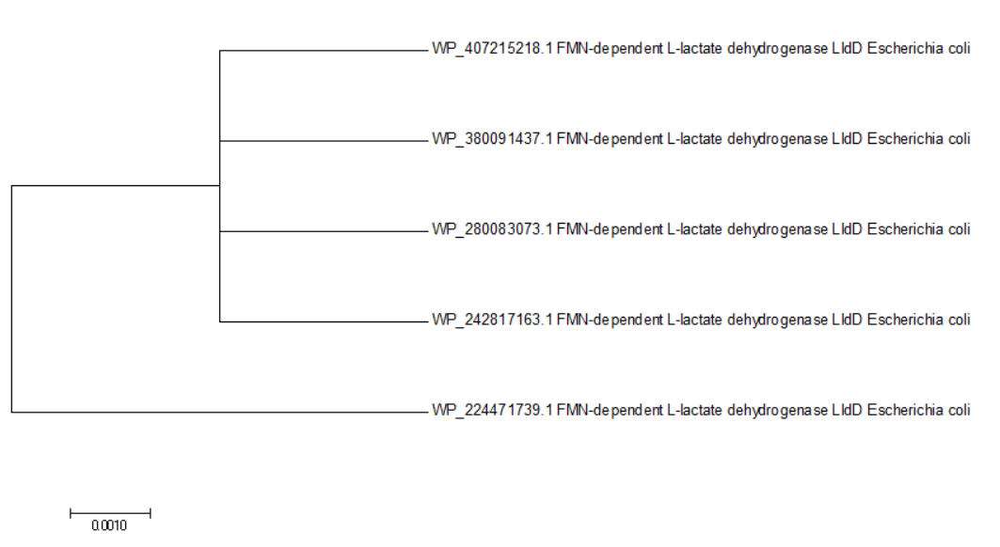 WP_407215218.1 FMN-dependent L-lactate dehydrogenase LldD Escherichia coli
WP_380091437.1 FMN-dependent L-lactate dehydrogenase LldD Escherichia coli
WP_280083073.1 FMN-dependent L-lactate dehydrogenase LldD Escherichia coli
WP_242817163.1 FMN-dependent L-lactate dehydrogenase LldD Escherichia coli
WP_224471739.1 FMN-dependent L-lactate dehydrogenase LldD Escherichia coli
0.0010